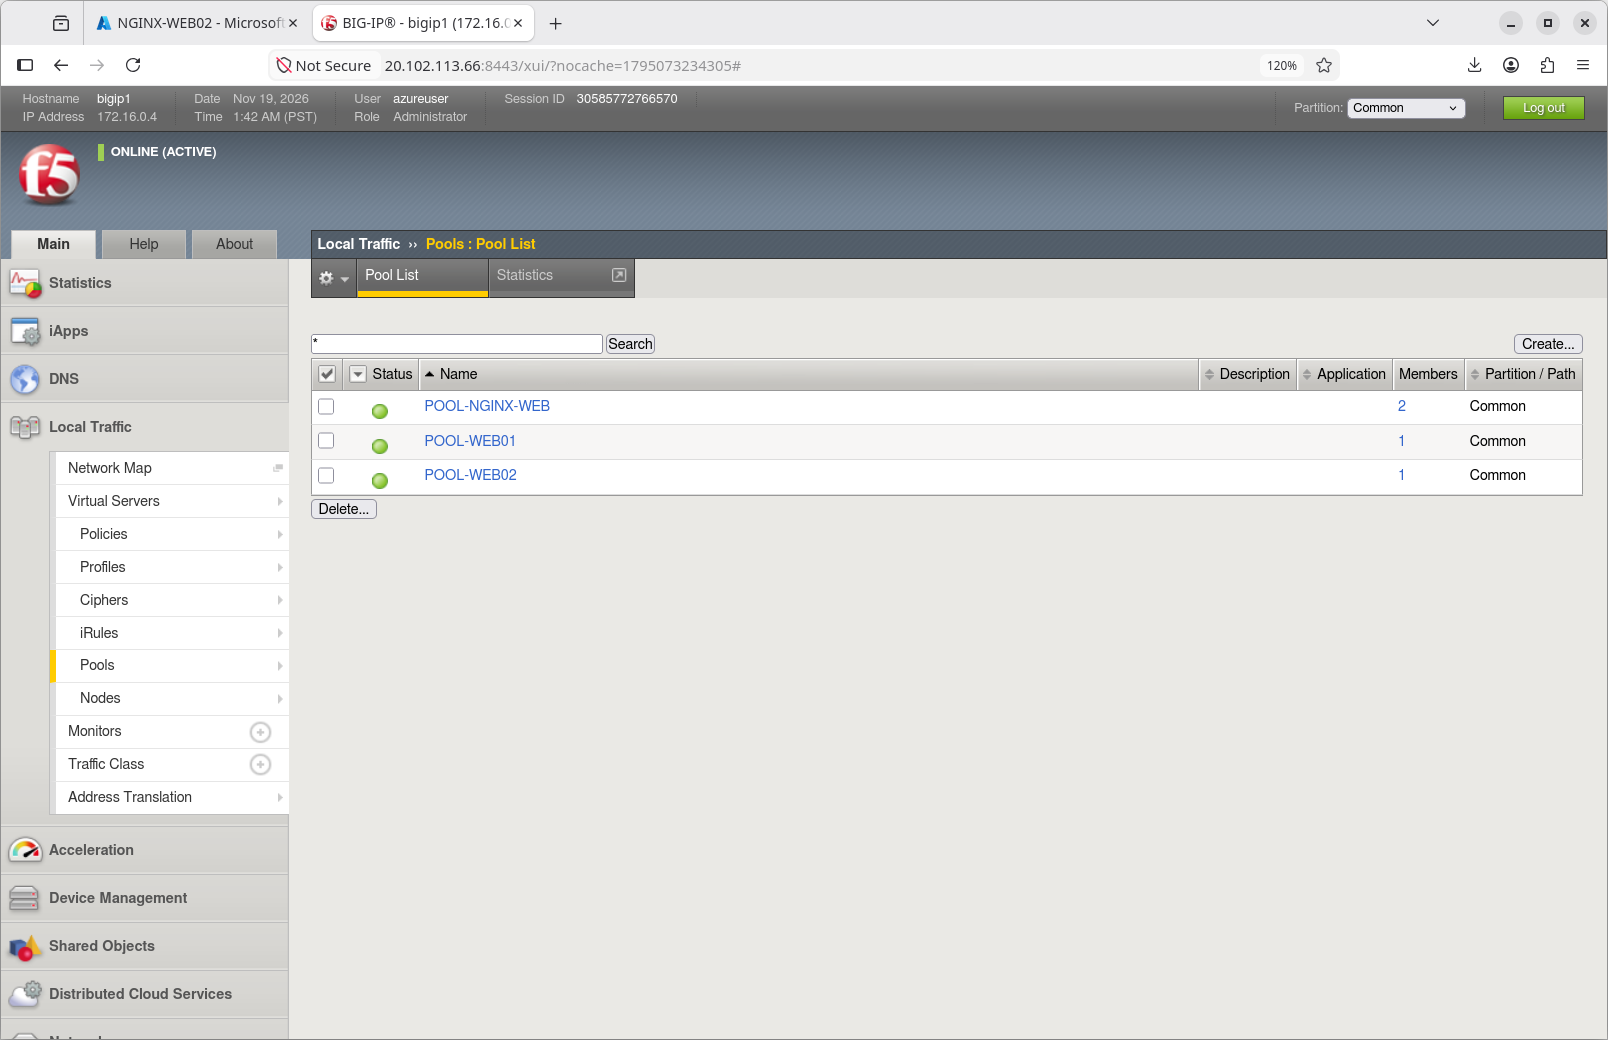 NGINX-WEB02 - Microsoft
BIG-IP® - bigip1 (172.16.0
Not Secure 20.102.113.66:8443/xui/?nocache=1795073234305#
120%
Hostname bigip1
IP Address 172.16.0.4
Date Nov 19, 2026
Time 1:42 AM (PST)
User azureuser
Role Administrator
Session ID 30585772766570
Partition: Common
Log out
f5
ONLINE (ACTIVE)
Main Help About
Local Traffic ›› Pools : Pool List
Pool List Statistics
Statistics
iApps
DNS
Local Traffic
Network Map
Virtual Servers
Policies
Profiles
Ciphers
iRules
Pools
Nodes
Monitors
Traffic Class
Address Translation
Acceleration
Device Management
Shared Objects
Distributed Cloud Services
* Search Create...
Status Name Description Application Members Partition / Path
POOL-NGINX-WEB 2 Common
POOL-WEB01 1 Common
POOL-WEB02 1 Common
Delete...